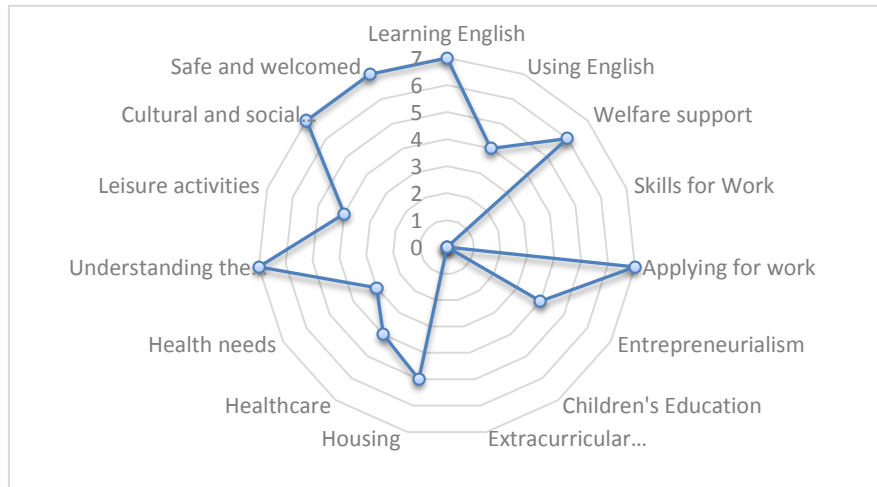 Learning English
Using English
Welfare support
Skills for Work
Applying for work
Entrepreneurialism
Children's Education
Extracurricular...
Housing
Healthcare
Health needs
Understanding the...
Leisure activities
Cultural and social...
Safe and welcomed
7
6
5
4
3
2
1
0